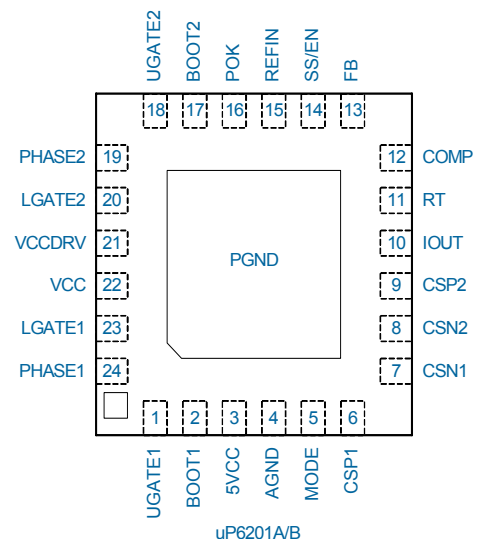 UGATE2
BOOT2
POK
REFIN
SS/EN
FB
18
17
16
15
14
13
PHASE2 19
12 COMP
LGATE2 20
11 RT
VCCDRV 21
10 IOUT
PGND
VCC 22
9 CSP2
LGATE1 23
8 CSN2
PHASE1 24
7 CSN1
1
2
3
4
5
6
UGATE1
BOOT1
5VCC
AGND
MODE
CSP1
uP6201A/B